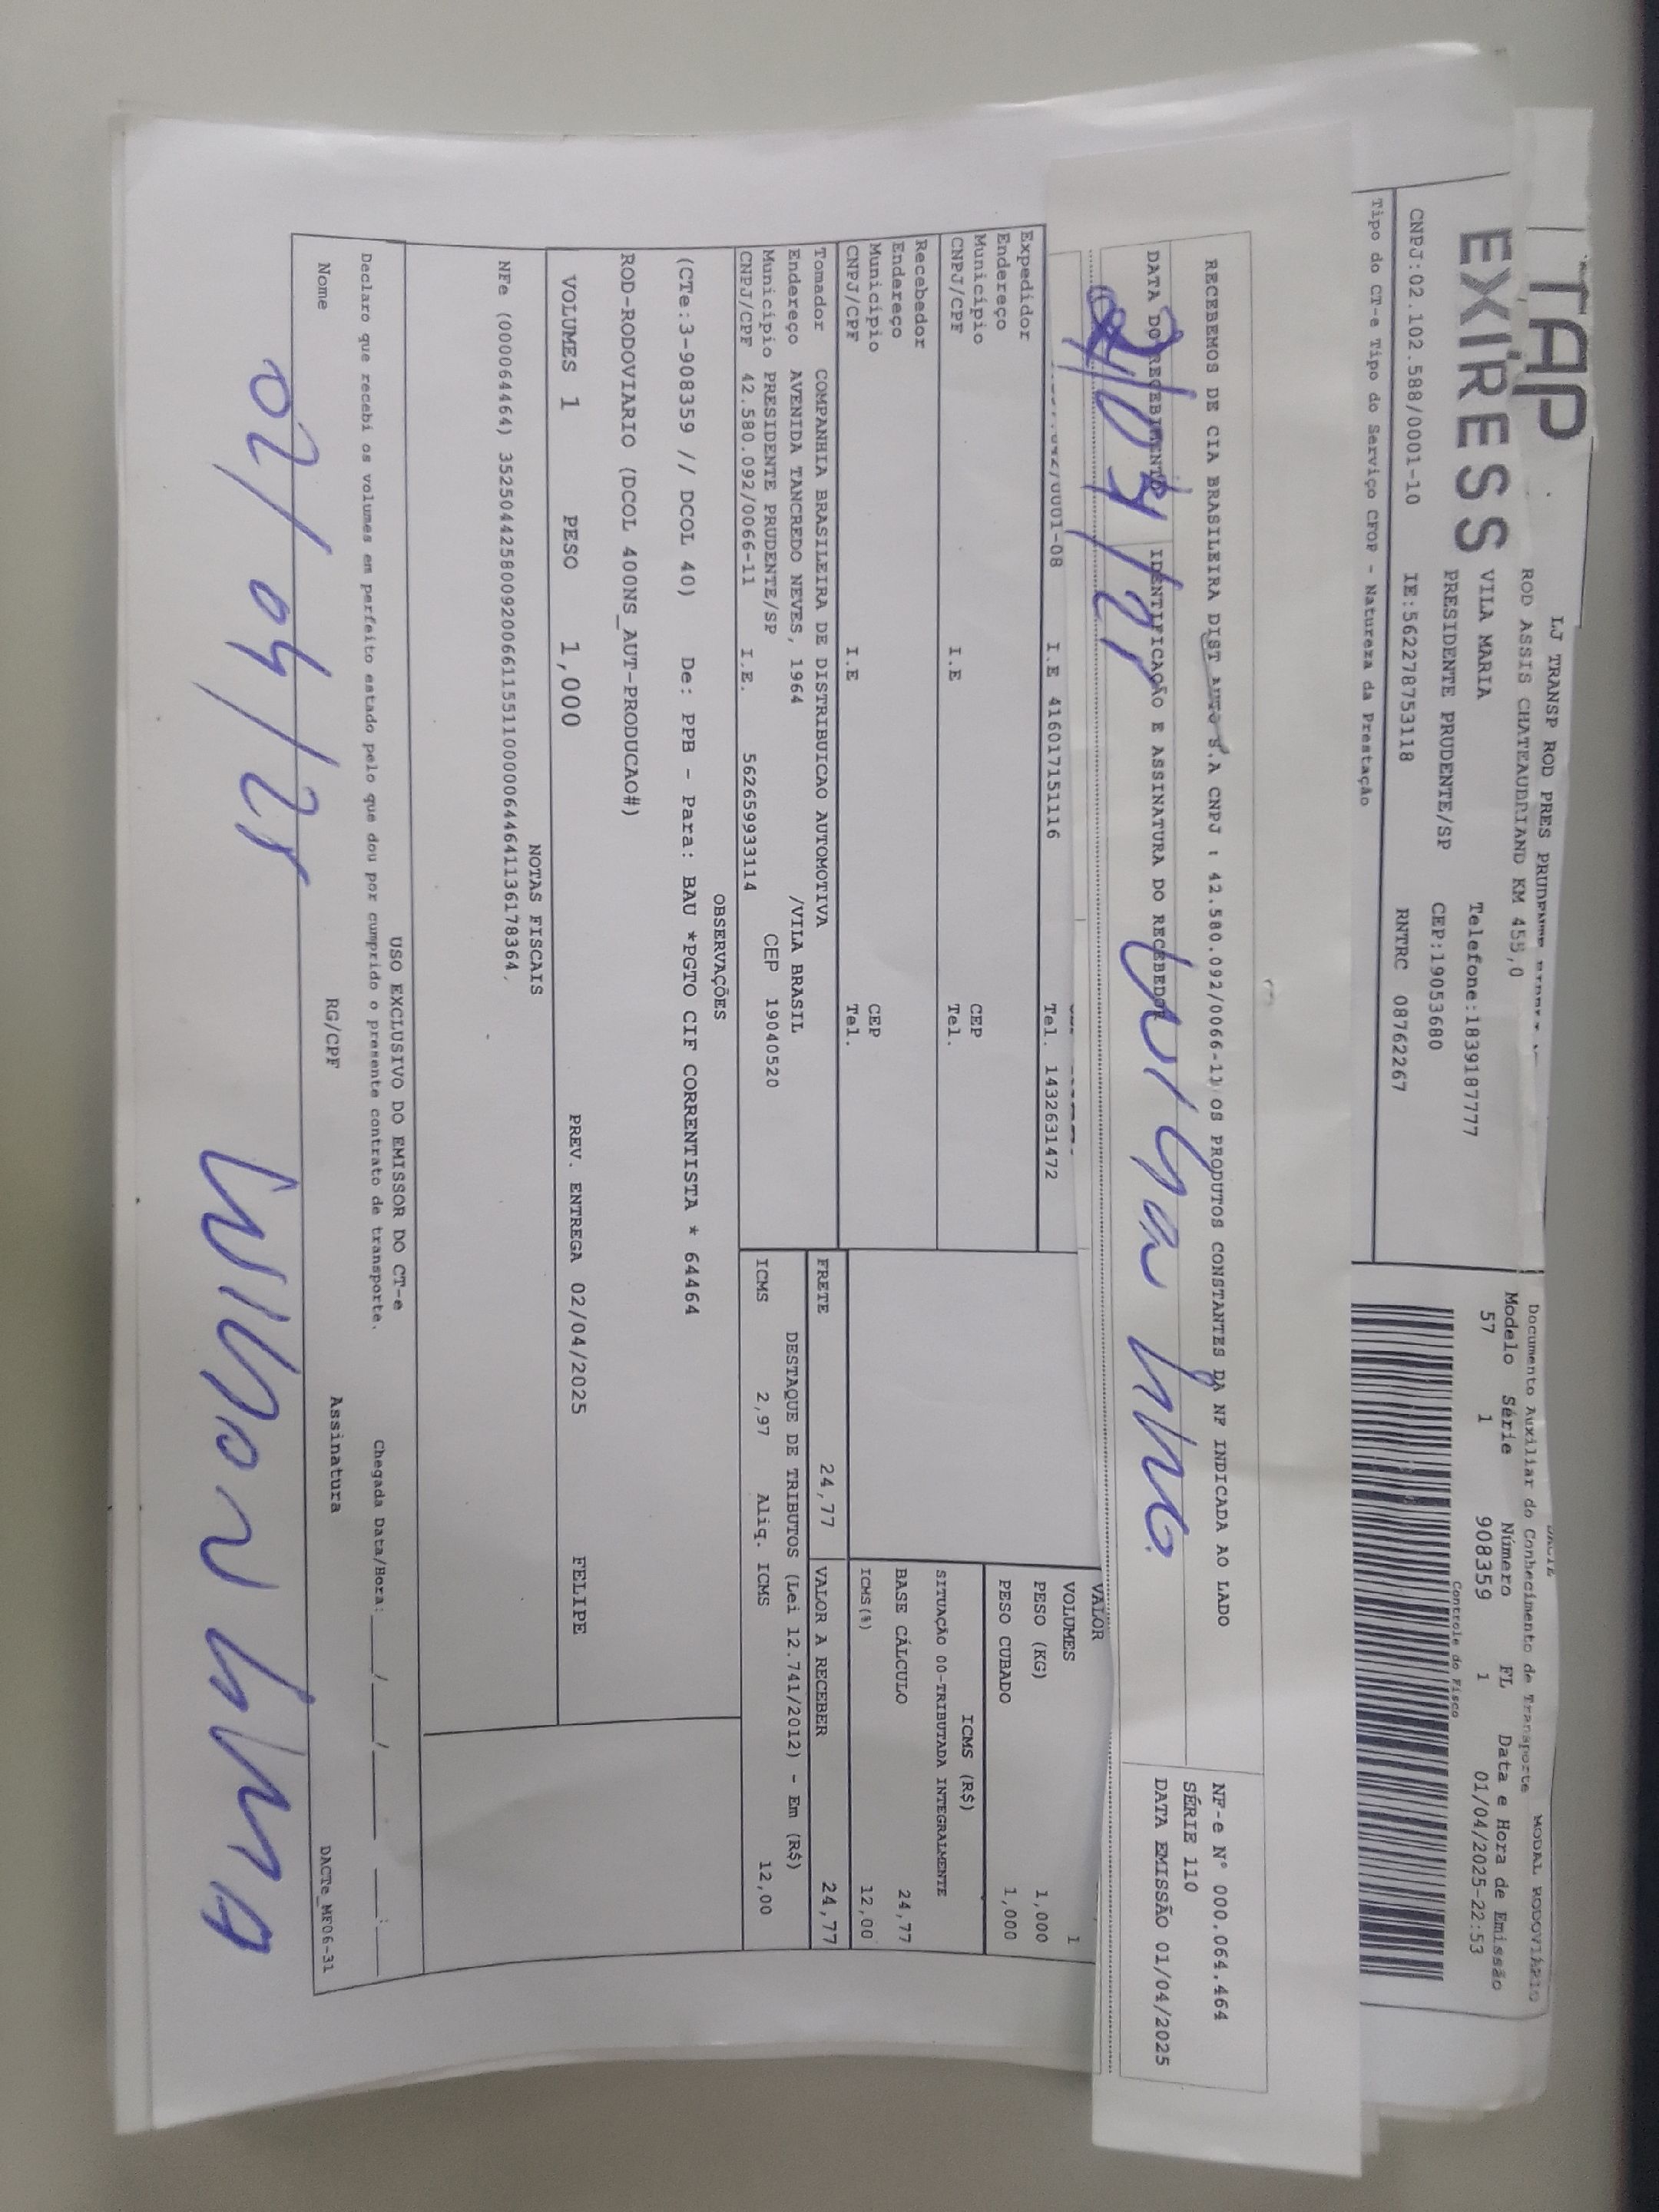 TAP
EXPRESS
LJ TRANSP ROD PRES PRUDENTE
ROD ASSIS CHATEAUBRIAND KM 455,0
VILA MARIA Telefone:1839187777
PRESIDENTE PRUDENTE/SP CEP:19053680
CNPJ:02.102.588/0001-10 IE:562278753118 RNTRC 08762267
Tipo do CT-e Tipo do Serviço CFOP - Natureza da Prestação
MODAL RODOVIÁRIO
Documento Auxiliar do Conhecimento de Transporte
Modelo Série Número FL Data e Hora de Emissão
57 1 908359 1 01/04/2025-22:53
Controle do Fisco
RECEBEMOS DE CIA BRASILEIRA DIST AUTO S.A CNPJ : 42.580.092/0066-11 OS PRODUTOS CONSTANTES DA NF INDICADA AO LADO
DATA DO RECEBIMENTO IDENTIFICAÇÃO E ASSINATURA DO RECEBEDOR
NF-e N° 000.064.464
SÉRIE 110
DATA EMISSÃO 01/04/2025
I.E 416017151116 Tel. 1432631472
Expedidor
Endereço
Município CEP
CNPJ/CPF I.E Tel.
Recebedor
Endereço
Município CEP
CNPJ/CPF I.E Tel.
Tomador COMPANHIA BRASILEIRA DE DISTRIBUICAO AUTOMOTIVA
Endereço AVENIDA TANCREDO NEVES, 1964 /VILA BRASIL
Município PRESIDENTE PRUDENTE/SP CEP 19040520
CNPJ/CPF 42.580.092/0066-11 I.E. 562659933114
VALOR
VOLUMES 1
PESO (KG) 1,000
PESO CUBADO 1,000
ICMS (R$)
SITUAÇÃO 00-TRIBUTADA INTEGRALMENTE
BASE CÁLCULO 24,77
ICMS(%) 12,00
FRETE 24,77 VALOR A RECEBER 24,77
DESTAQUE DE TRIBUTOS (Lei 12.741/2012) - Em (R$)
ICMS 2,97 Aliq. ICMS 12,00
OBSERVAÇÕES
(CTe:3-908359 // DCOL 40) De: PPB - Para: BAU *PGTO CIF CORRENTISTA * 64464
ROD-RODOVIARIO (DCOL 400NS_AUT-PRODUCAO#)
VOLUMES 1 PESO 1,000 PREV. ENTREGA 02/04/2025 FELIPE
NOTAS FISCAIS
NFe (000064464) 35250442580092006611551100000644641136178364,
USO EXCLUSIVO DO EMISSOR DO CT-e
Declaro que recebi os volumes em perfeito estado pelo que dou por cumprido o presente contrato de transporte. Chegada Data/Hora: ___/___/____ ___:___
Nome RG/CPF Assinatura DACTe_MF06-31
02/04/25 Willian Lima